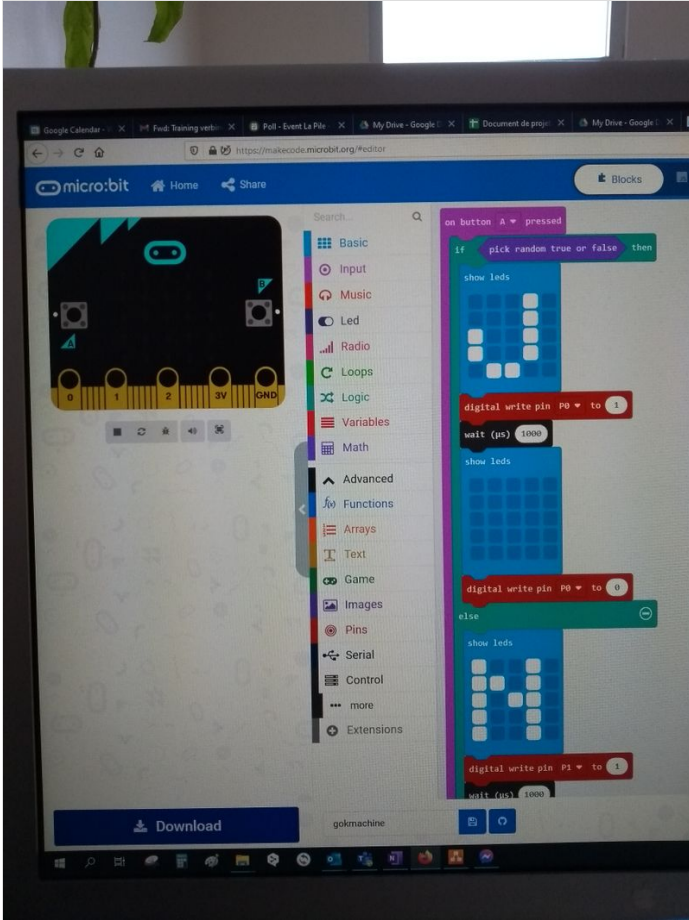 Google Calendar -
Fwd: Training verb
Poll - Event La Pile
My Drive - Google
Document de proje
My Drive - Google
https://makecode.microbit.org/#editor
micro:bit
Home
Share
Blocks
B
A
0 1 2 3V GND
Download
Search...
Basic
Input
Music
Led
Radio
Loops
Logic
Variables
Math
Advanced
Functions
Arrays
Text
Game
Images
Pins
Serial
Control
more
Extensions
on button A pressed
if pick random true or false then
show leds
digital write pin P0 to 1
wait (µs) 1000
show leds
digital write pin P0 to 0
else
show leds
digital write pin P1 to 1
wait (µs) 1000
gokmachine